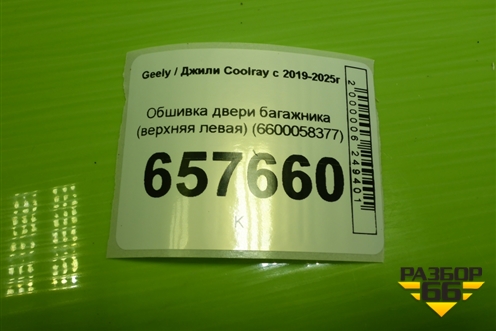 Geely / Джили Coolray с 2019-2025г
Обшивка двери багажника
(верхняя левая) (6600058377)
657660
К
2000006249401
РАЗБОР
66